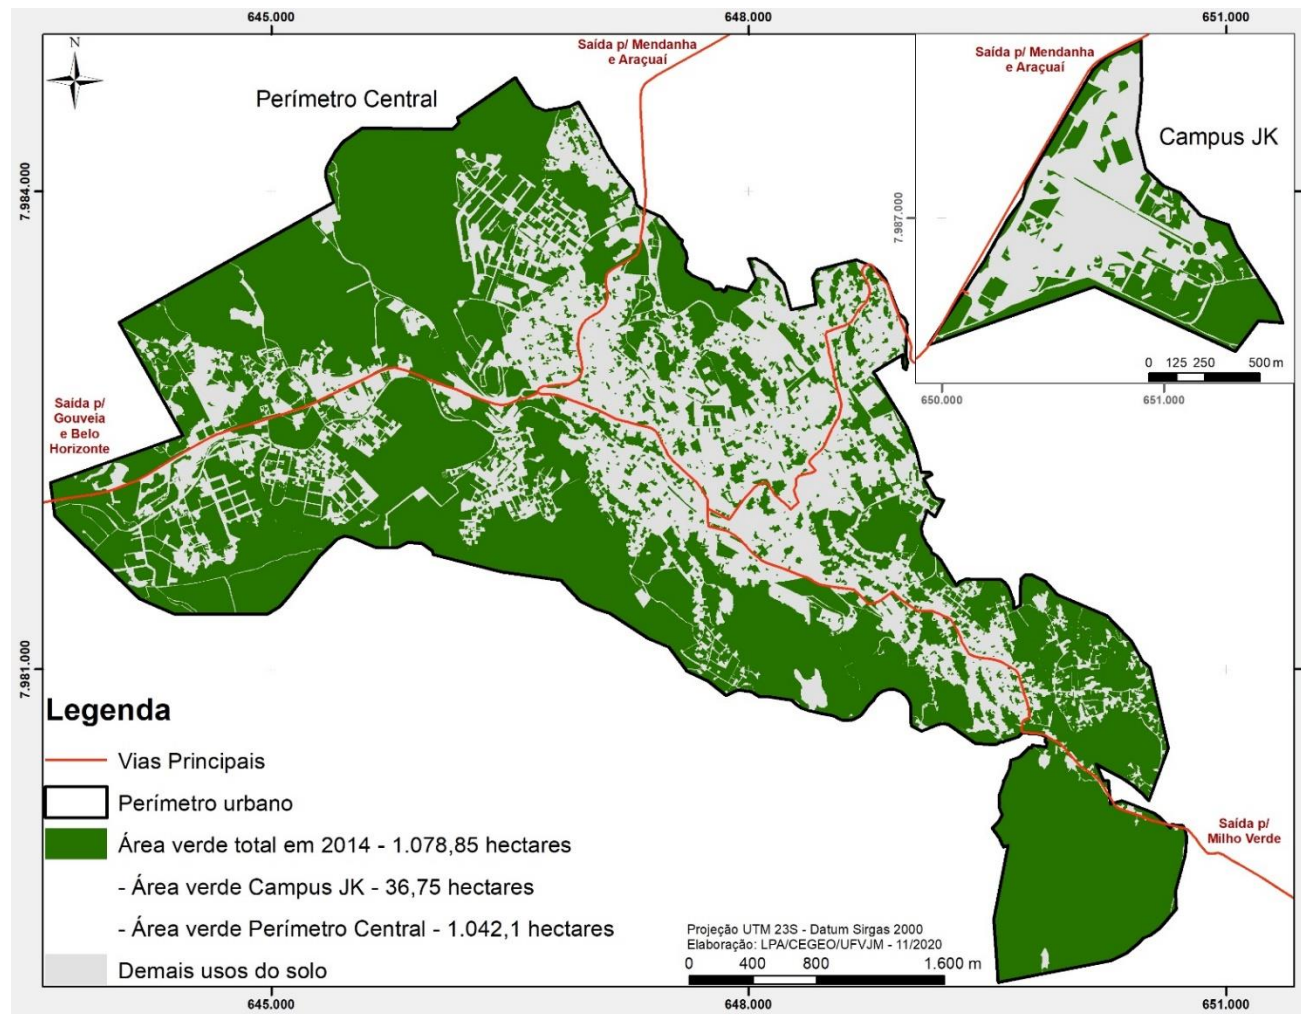 645.000
648.000
651.000
N
Saída p/ Mendanha
e Araçuaí
Perímetro Central
Saída p/ Mendanha
e Araçuaí
Campus JK
7.984.000
7.987.000
0 125 250 500 m
650.000
651.000
Saída p/
Gouveia
e Belo
Horizonte
7.981.000
Legenda
Vias Principais
Perímetro urbano
Área verde total em 2014 - 1.078,85 hectares
- Área verde Campus JK - 36,75 hectares
- Área verde Perímetro Central - 1.042,1 hectares
Demais usos do solo
Saída p/
Milho Verde
Projeção UTM 23S - Datum Sirgas 2000
Elaboração: LPA/CEGEO/UFVJM - 11/2020
0 400 800 1.600 m
645.000
648.000
651.000